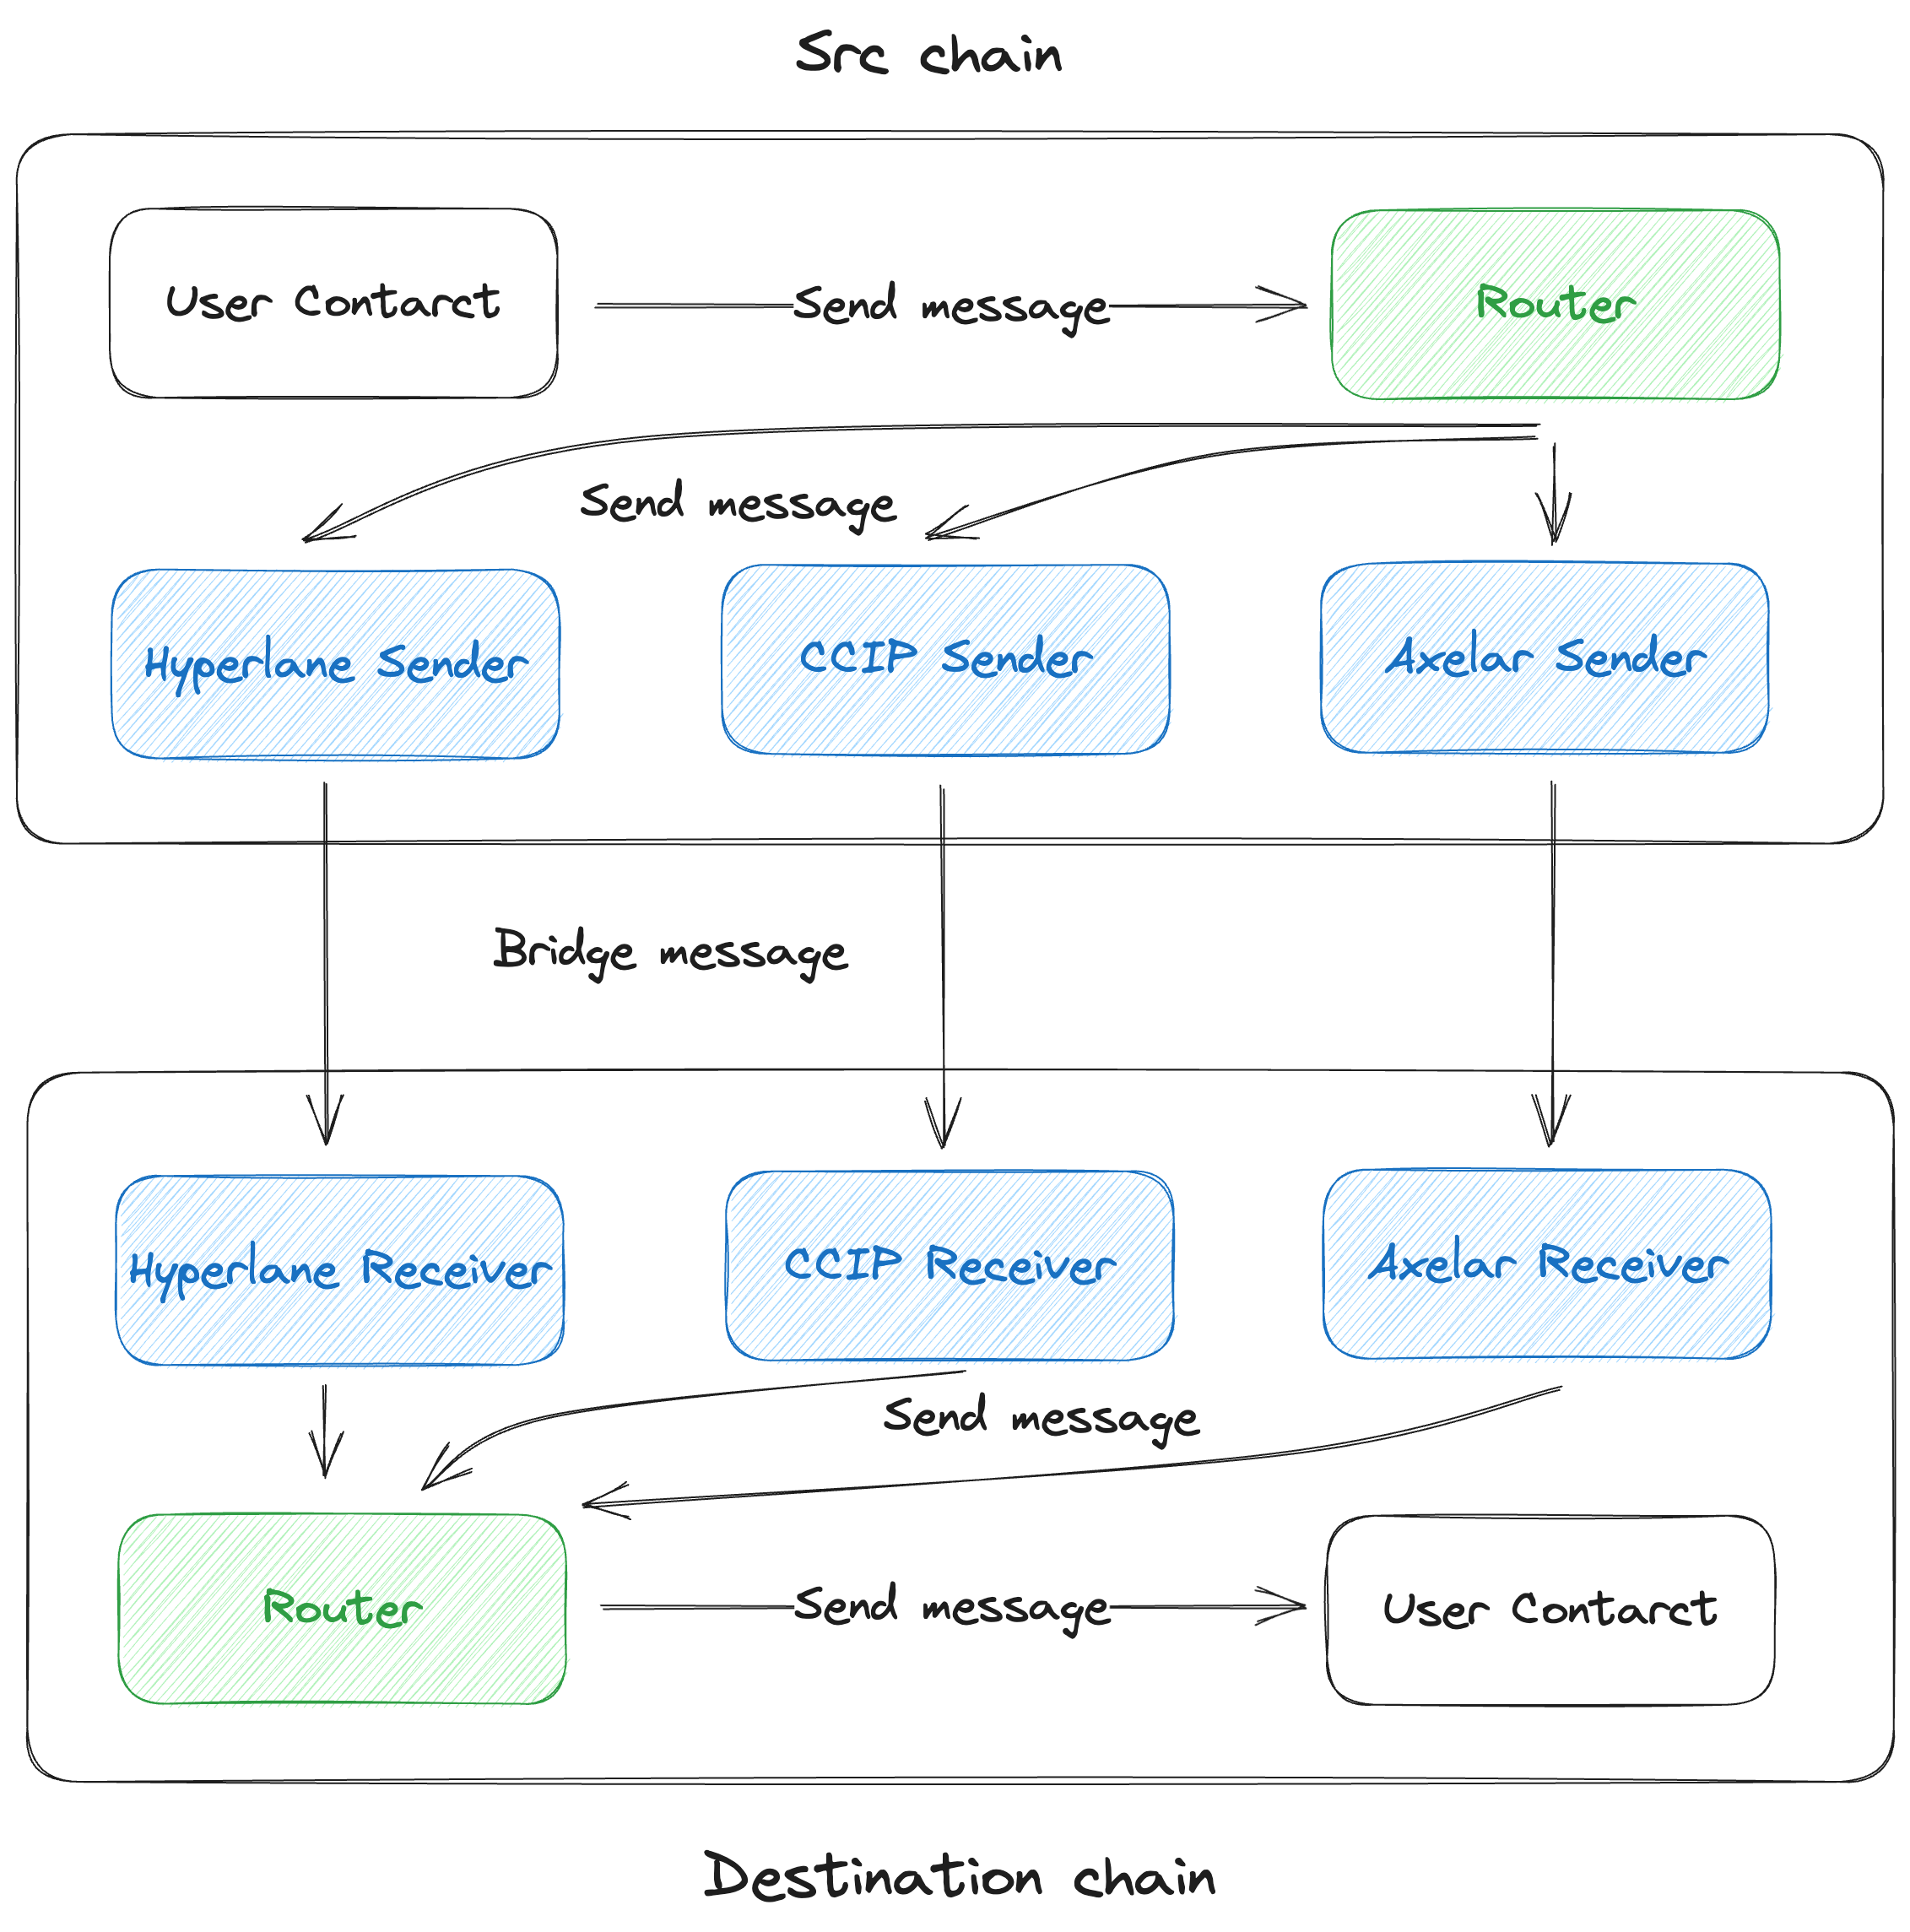 Src chain
User Contarct
Send message
Router
Send message
Hyperlane Sender
CCIP Sender
Axelar Sender
Bridge message
Hyperlane Receiver
CCIP Receiver
Axelar Receiver
Send message
Router
Send message
User Contarct
Destination chain